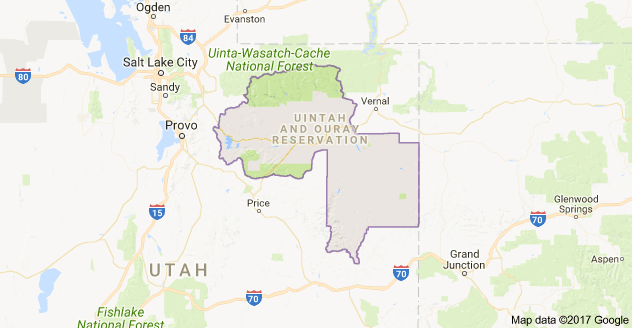 Ogden
Evanston
84
Uinta-Wasatch-Cache
National Forest
80
Salt Lake City
Sandy
Vernal
Provo
UINTAH
AND OURAY
RESERVATION
15
Price
Glenwood
Springs
70
UTAH
Grand
Junction
70
Aspen
70
Fishlake
National Forest
Map data ©2017 Google